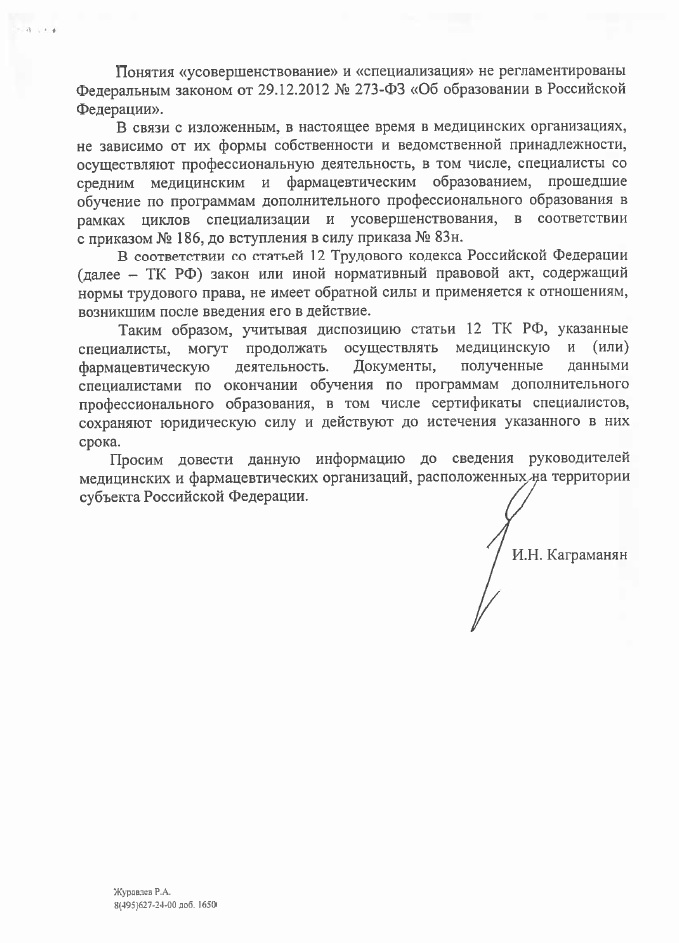 Понятия «усовершенствование» и «специализация» не регламентированы
Федеральным законом от 29.12.2012 № 273-ФЗ «Об образовании в Российской
Федерации».
В связи с изложенным, в настоящее время в медицинских организациях,
не зависимо от их формы собственности и ведомственной принадлежности,
осуществляют профессиональную деятельность, в том числе, специалисты со
средним медицинским и фармацевтическим образованием, прошедшие
обучение по программам дополнительного профессионального образования в
рамках циклов специализации и усовершенствования, в соответствии
с приказом № 186, до вступления в силу приказа № 83н.
В соответствии со статьей 12 Трудового кодекса Российской Федерации
(далее – ТК РФ) закон или иной нормативный правовой акт, содержащий
нормы трудового права, не имеет обратной силы и применяется к отношениям,
возникшим после введения его в действие.
Таким образом, учитывая диспозицию статьи 12 ТК РФ, указанные
специалисты, могут продолжать осуществлять медицинскую и (или)
фармацевтическую деятельность. Документы, полученные данными
специалистами по окончании обучения по программам дополнительного
профессионального образования, в том числе сертификаты специалистов,
сохраняют юридическую силу и действуют до истечения указанного в них
срока.
Просим довести данную информацию до сведения руководителей
медицинских и фармацевтических организаций, расположенных на территории
субъекта Российской Федерации.
И.Н. Каграманян
Журавлев Р.А.
8(495)627-24-00 доб. 1650